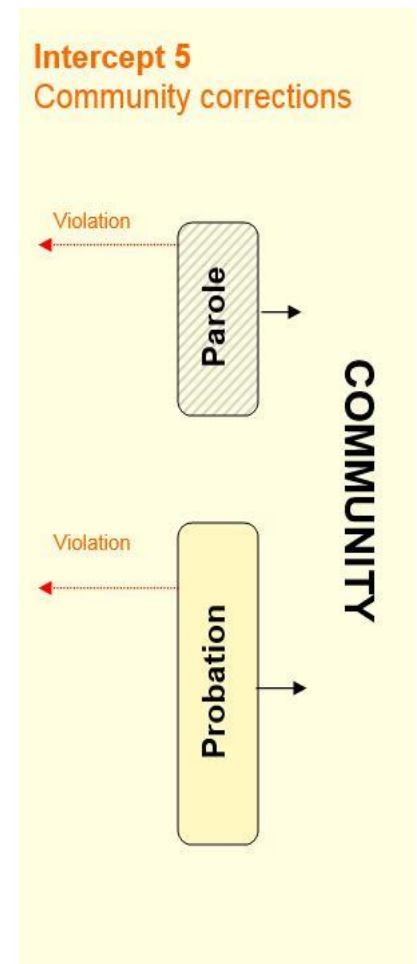 Intercept 5
Community corrections
Violation
Parole
COMMUNITY
Violation
Probation